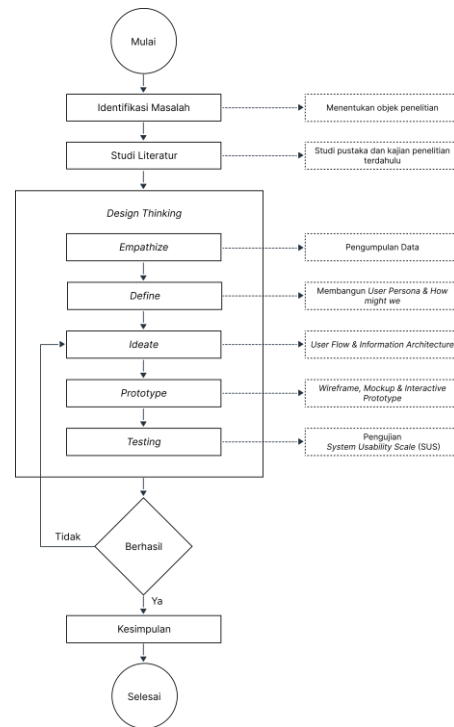 Mulai
Identifikasi Masalah
Menentukan objek penelitian
Studi Literatur
Studi pustaka dan kajian penelitian
terdahulu
Design Thinking
Empathize
Pengumpulan Data
Define
Membangun User Persona & How
might we
Ideate
User Flow & Information Architecture
Prototype
Wireframe, Mockup & Interactive
Prototype
Testing
Pengujian
System Usability Scale (SUS)
Tidak
Berhasil
Ya
Kesimpulan
Selesai